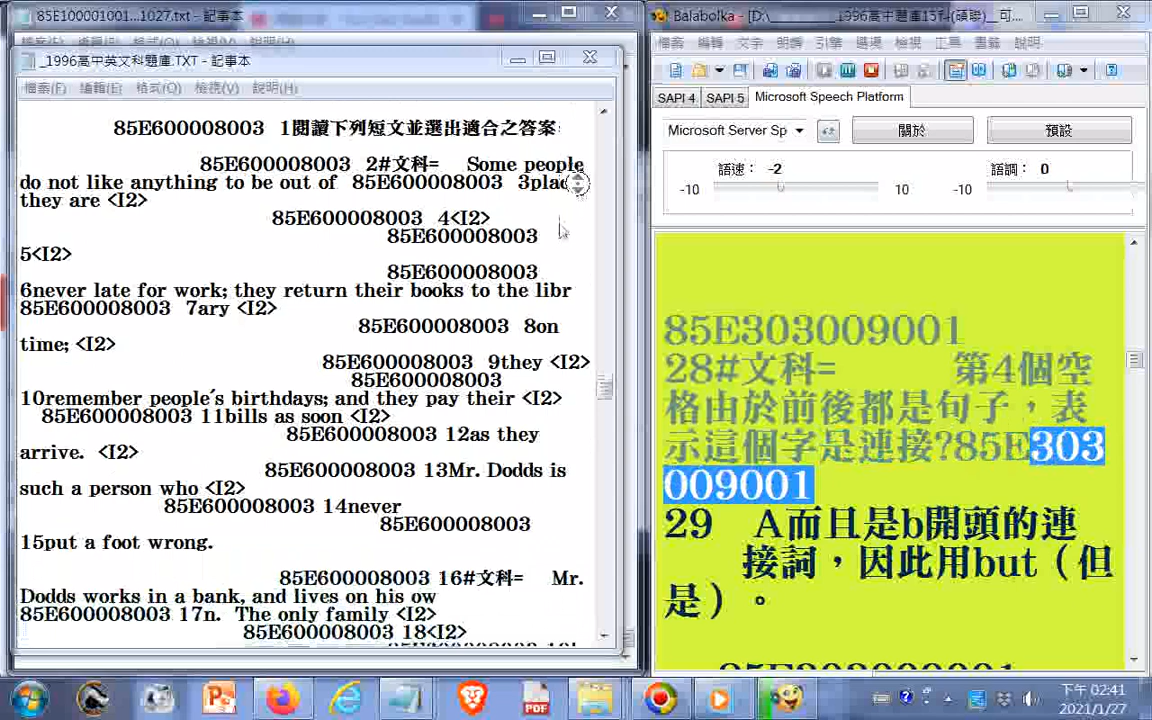 85E100001001...1027.txt - 記事本
_1996高中英文科題庫.TXT - 記事本
檔案(F) 編輯(E) 格式(O) 檢視(V) 說明(H)
85E600008003 1閱讀下列短文並選出適合之答案
85E600008003 2#文科= Some people
do not like anything to be out of 85E600008003 3plac
they are <I2>
85E600008003 4<I2>
85E600008003
5<I2>
85E600008003
6never late for work; they return their books to the libr
85E600008003 7ary <I2>
85E600008003 8on
time; <I2>
85E600008003 9they <I2>
85E600008003
10remember people's birthdays; and they pay their <I2>
85E600008003 11bills as soon <I2>
85E600008003 12as they
arrive. <I2>
85E600008003 13Mr. Dodds is
such a person who <I2>
85E600008003 14never
85E600008003
15put a foot wrong.
85E600008003 16#文科= Mr.
Dodds works in a bank, and lives on his ow
85E600008003 17n. The only family <I2>
85E600008003 18<I2>
Balabolka - [D:\
檔案 編輯 文字 朗讀 引擎 選項 檢視 工具 書籤 說明
SAPI 4 SAPI 5 Microsoft Speech Platform
Microsoft Server Sp 關於 預設
語速: -2 語調: 0
-10 10 -10
85E303009001
28#文科= 第4個空
格由於前後都是句子，表
示這個字是連接?85E303
009001
29 A而且是b開頭的連
接詞，因此用but（但
是）。
85E303009001
PDF
下午 02:41
2021/1/27